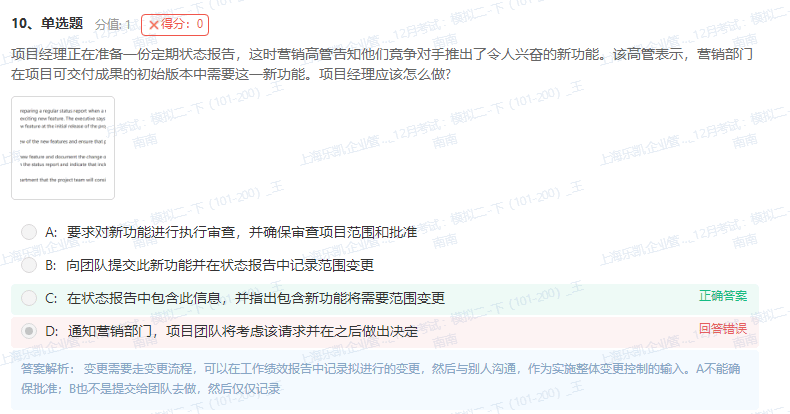 10、单选题 分值: 1 得分：0
项目经理正在准备一份定期状态报告，这时营销高管告知他们竞争对手推出了令人兴奋的新功能。该高管表示，营销部门
在项目可交付成果的初始版本中需要这一新功能。项目经理应该怎么做?
reparing a regular status report when a
exciting new feature. The executive says
w feature at the initial release of the pro
ew of the new features and ensure that p
new feature and document the change o
the status report and indicate that incl
artment that the project team will consi
A: 要求对新功能进行执行审查，并确保审查项目范围和批准
B: 向团队提交此新功能并在状态报告中记录范围变更
C: 在状态报告中包含此信息，并指出包含新功能将需要范围变更 正确答案
D: 通知营销部门，项目团队将考虑该请求并在之后做出决定 回答错误
答案解析： 变更需要走变更流程，可以在工作绩效报告中记录拟进行的变更，然后与别人沟通，作为实施整体变更控制的输入。A不能确
保批准；B也不是提交给团队去做，然后仅仅记录
上海乐凯企业管...12月考试：模拟二-下（101-200）_王
南南